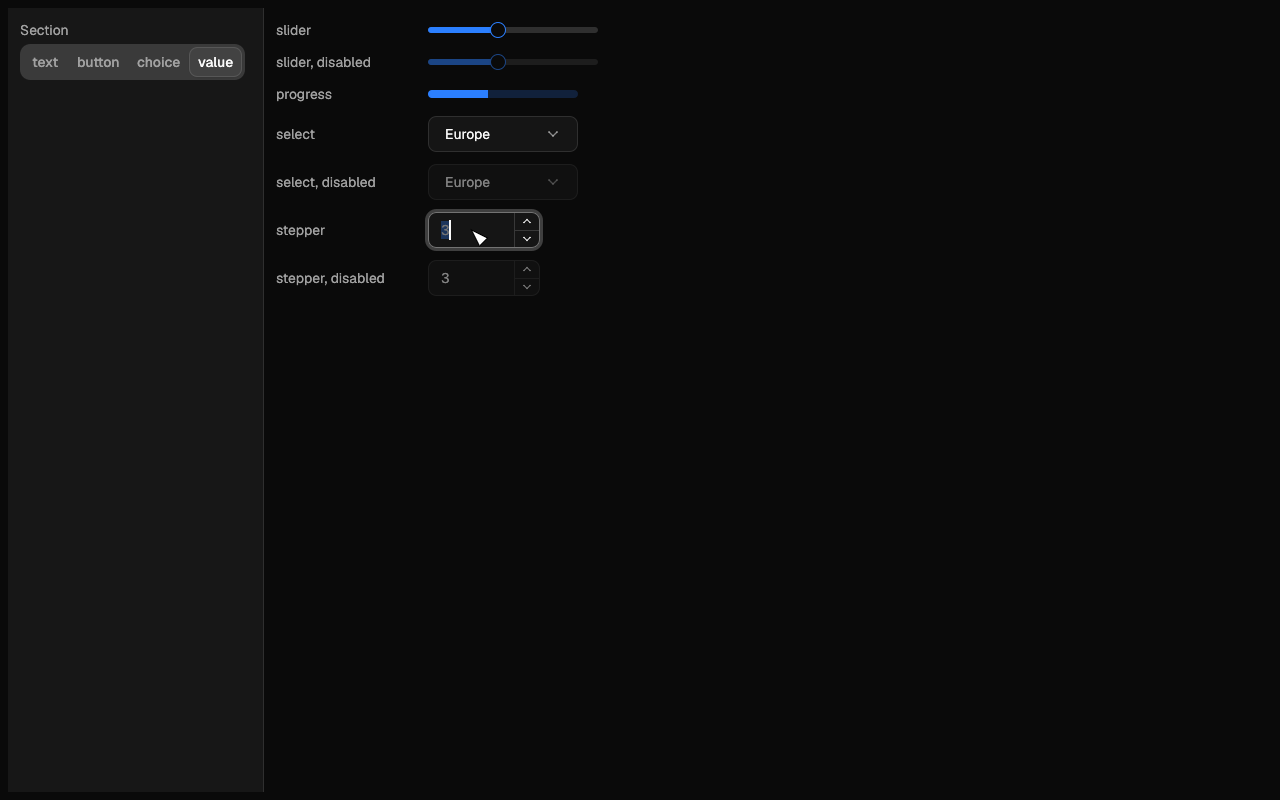 Section
text button choice value
slider
slider, disabled
progress
select Europe
select, disabled Europe
stepper 3
stepper, disabled 3